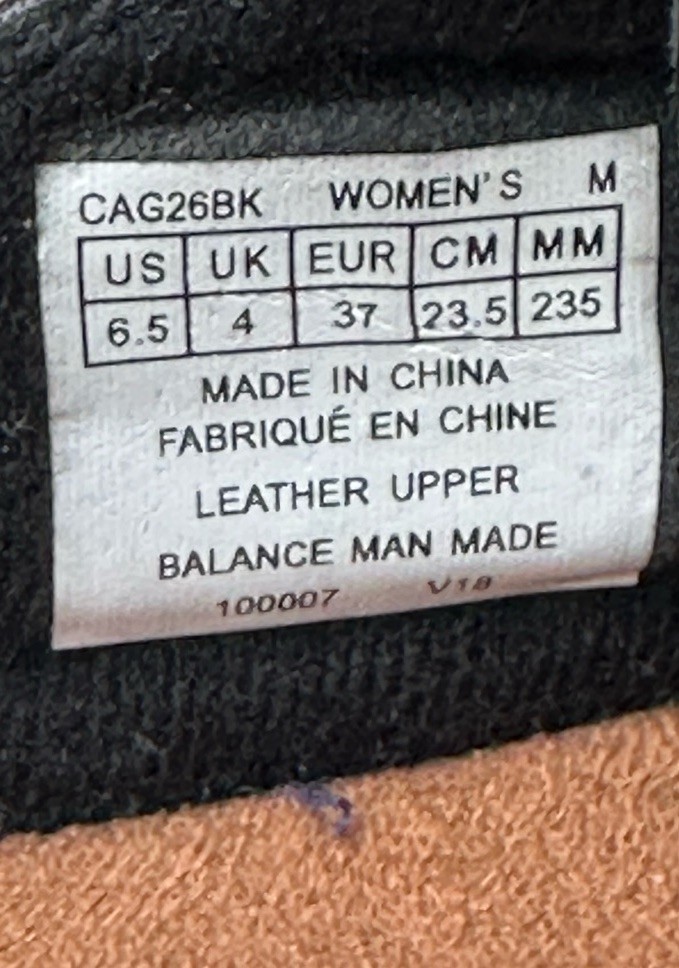 CAG26BK WOMEN'S M
US UK EUR CM MM
6.5 4 37 23.5 235
MADE IN CHINA
FABRIQUÉ EN CHINE
LEATHER UPPER
BALANCE MAN MADE
100007 V18